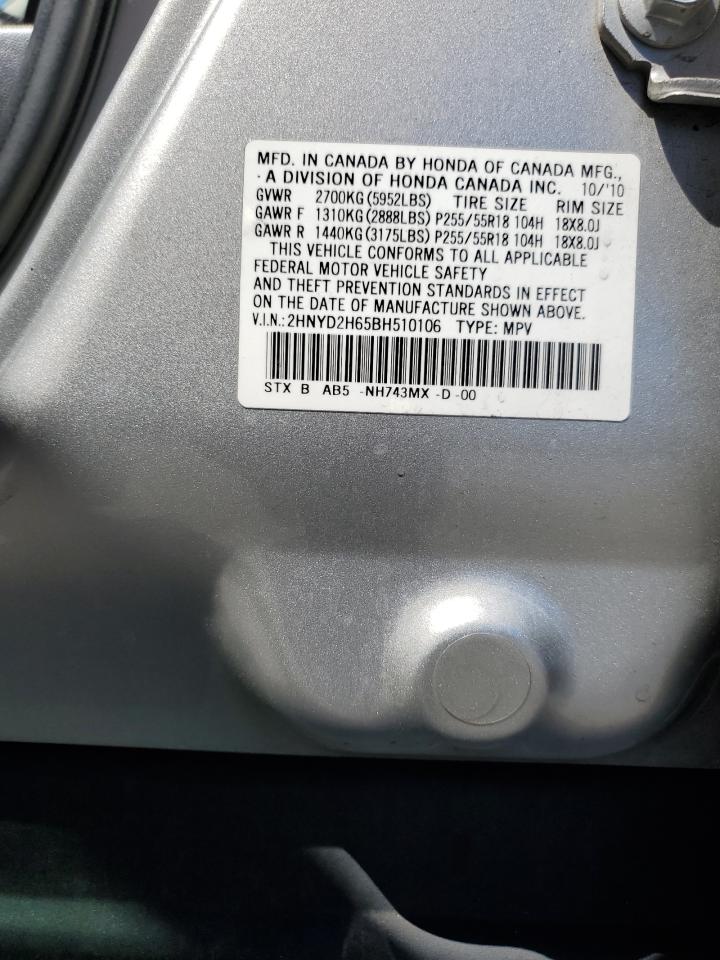 MFD. IN CANADA BY HONDA OF CANADA MFG.,
A DIVISION OF HONDA CANADA INC. 10/'10
GVWR 2700KG (5952LBS) TIRE SIZE RIM SIZE
GAWR F 1310KG (2888LBS) P255/55R18 104H 18X8.0J
GAWR R 1440KG (3175LBS) P255/55R18 104H 18X8.0J
THIS VEHICLE CONFORMS TO ALL APPLICABLE
FEDERAL MOTOR VEHICLE SAFETY
AND THEFT PREVENTION STANDARDS IN EFFECT
ON THE DATE OF MANUFACTURE SHOWN ABOVE.
V.I.N.: 2HNYD2H65BH510106 TYPE: MPV
STX B AB5 -NH743MX -D -00